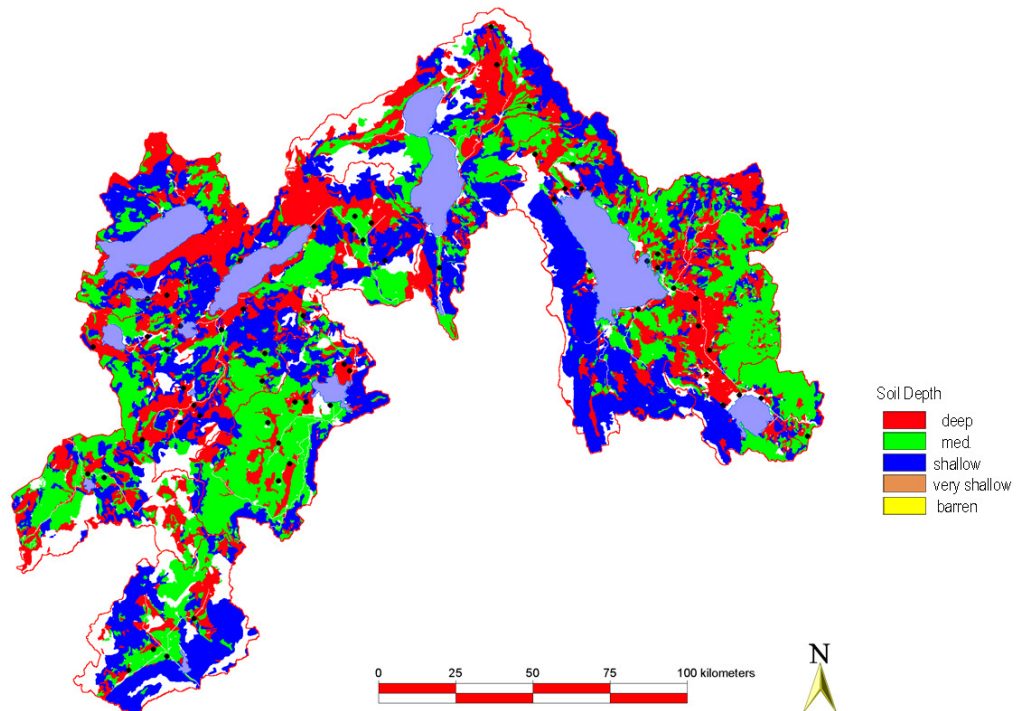 Soil Depth
deep
med.
shallow
very shallow
barren
N
0 25 50 75 100 kilometers